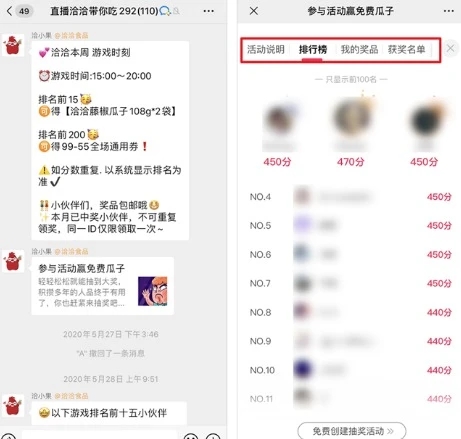 49
直播洽洽带你吃 292(110)
洽小果 @洽洽食品
洽洽本周 游戏时刻
游戏时间:15:00～20:00
排名前15
可得【洽洽藤椒瓜子108g*2袋】
排名前200
可得99-55全场通用券❗
⚠如分数重复. 以系统显示排名为
准✔
小伙伴们，奖品包邮哦
✨本月已中奖小伙伴，不可重复
领奖，同一ID仅限领取一次～
洽小果 @洽洽食品
参与活动赢免费瓜子
轻轻松松就能抽到大奖，
积攒多年的人品终于有用
了，你也赶紧来抽奖吧...
2020年5月27日 下午3:46
"A" 撤回了一条消息
2020年5月28日 上午9:51
洽小果 @洽洽食品
以下游戏排名前十五小伙伴
参与活动赢免费瓜子
活动说明
排行榜
我的奖品
获奖名单
只显示前100名
450分
470分
450分
NO.4
450分
NO.5
450分
NO.6
450分
NO.7
450分
NO.8
440分
NO.9
440分
NO.10
440分
NO.11
440分
免费创建抽奖活动 >